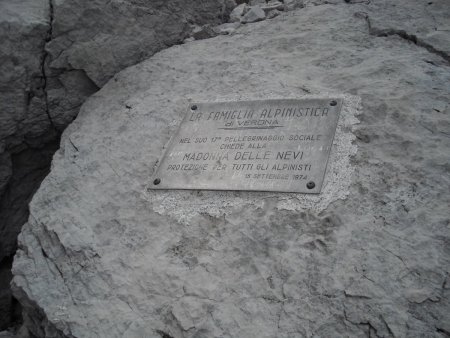 LA FAMIGLIA ALPINISTICA
di VERONA
NEL SUO 17° PELLEGRINAGGIO SOCIALE
CHIEDE ALLA
MADONNA DELLE NEVI
PROTEZIONE PER TUTTI GLI ALPINISTI
15 SETTEMBRE 1974